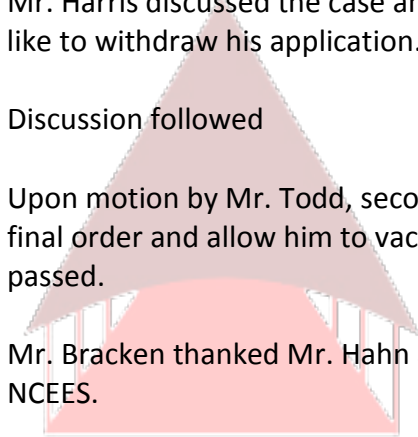 Mr. Harris discussed the case an
like to withdraw his application.
Discussion followed
Upon motion by Mr. Todd, seco
final order and allow him to vac
passed.
Mr. Bracken thanked Mr. Hahn
NCEES.